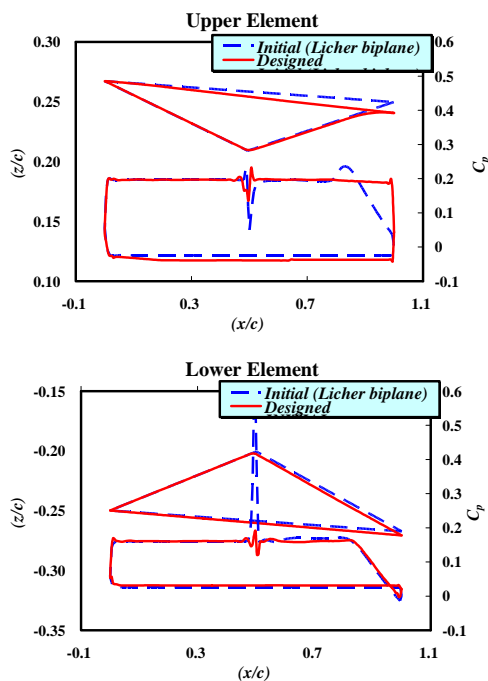 Upper Element
0.30
0.25
0.20
0.15
0.10
(z/c)
Initial (Licher biplane)
Designed
0.6
0.5
0.4
0.3
0.2
0.1
0
-0.1
Cp
-0.1
0.3
0.7
1.1
(x/c)
Lower Element
-0.15
-0.20
-0.25
-0.30
-0.35
(z/c)
Initial (Licher biplane)
Designed
0.6
0.5
0.4
0.3
0.2
0.1
0
-0.1
Cp
-0.1
0.3
0.7
1.1
(x/c)